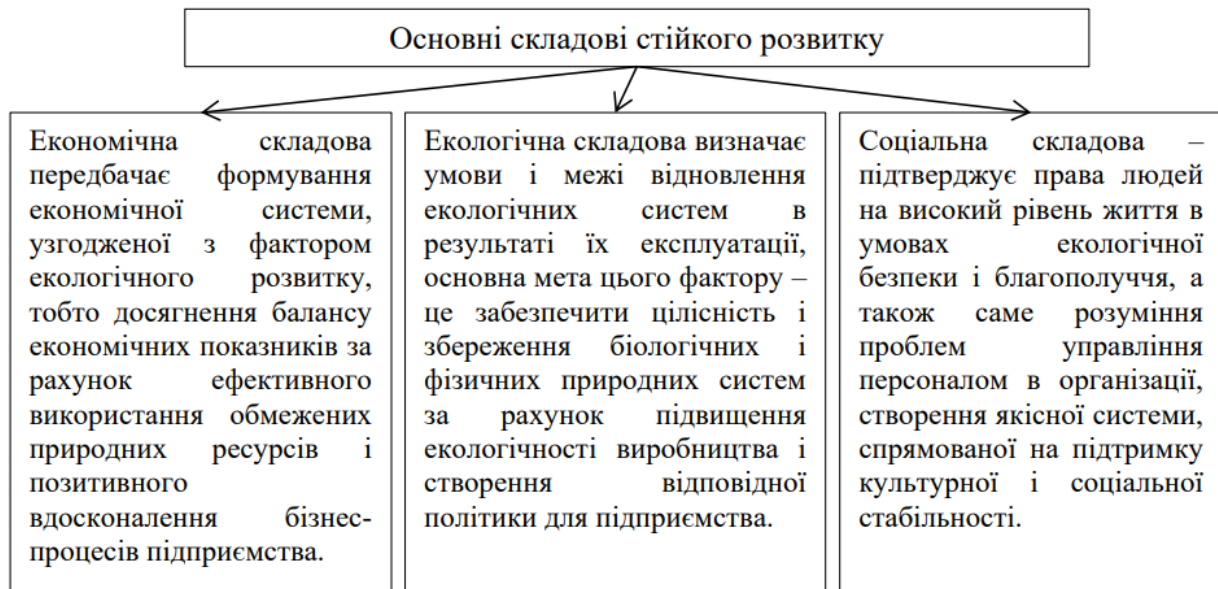 Основні складові стійкого розвитку
Економічна складова
передбачає формування
економічної системи,
узгодженої з фактором
екологічного розвитку,
тобто досягнення балансу
економічних показників за
рахунок ефективного
використання обмежених
природних ресурсів і
позитивного
вдосконалення бізнес-
процесів підприємства.
Екологічна складова визначає
умови і межі відновлення
екологічних систем в
результаті їх експлуатації,
основна мета цього фактору –
це забезпечити цілісність і
збереження біологічних і
фізичних природних систем
за рахунок підвищення
екологічності виробництва і
створення відповідної
політики для підприємства.
Соціальна складова –
підтверджує права людей
на високий рівень життя в
умовах екологічної
безпеки і благополуччя, а
також саме розуміння
проблем управління
персоналом в організації,
створення якісної системи,
спрямованої на підтримку
культурної і соціальної
стабільності.